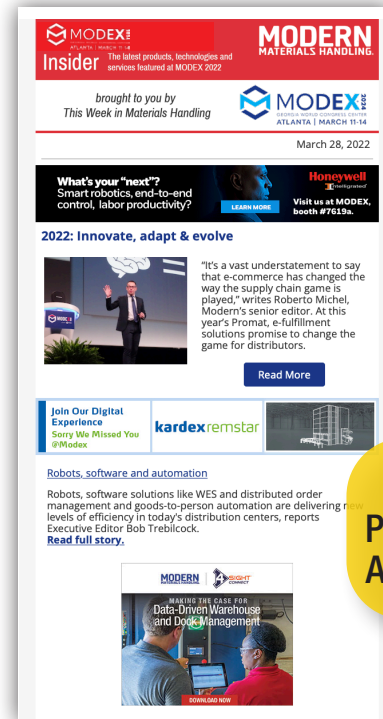 MODEX
ATLANTA | MARCH 11-14
Insider
The latest products, technologies and
services featured at MODEX 2022
MODERN
MATERIALS HANDLING.
brought to you by
This Week in Materials Handling
MODEX 2024
GEORGIA WORLD CONGRESS CENTER
ATLANTA | MARCH 11-14
March 28, 2022
What's your "next"?
Smart robotics, end-to-end
control, labor productivity?
LEARN MORE
Honeywell
Intelligrated
Visit us at MODEX,
booth #7619a.
2022: Innovate, adapt & evolve
"It's a vast understatement to say
that e-commerce has changed the
way the supply chain game is
played," writes Roberto Michel,
Modern's senior editor. At this
year's Promat, e-fulfillment
solutions promise to change the
game for distributors.
Read More
Join Our Digital
Experience
Sorry We Missed You
@Modex
kardexremstar
Robots, software and automation
Robots, software solutions like WES and distributed order
management and goods-to-person automation are delivering new
levels of efficiency in today's distribution centers, reports
Executive Editor Bob Trebilcock.
Read full story.
P
A
MODERN
4SIGHT
CONNECT
MAKING THE CASE FOR
Data-Driven Warehouse
and Dock Management
DOWNLOAD NOW